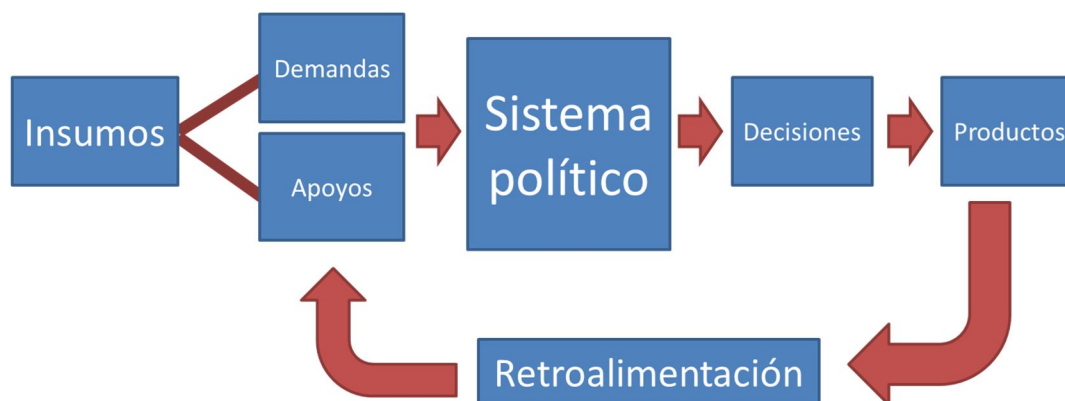 Insumos
Demandas
Apoyos
Sistema
político
Decisiones
Productos
Retroalimentación